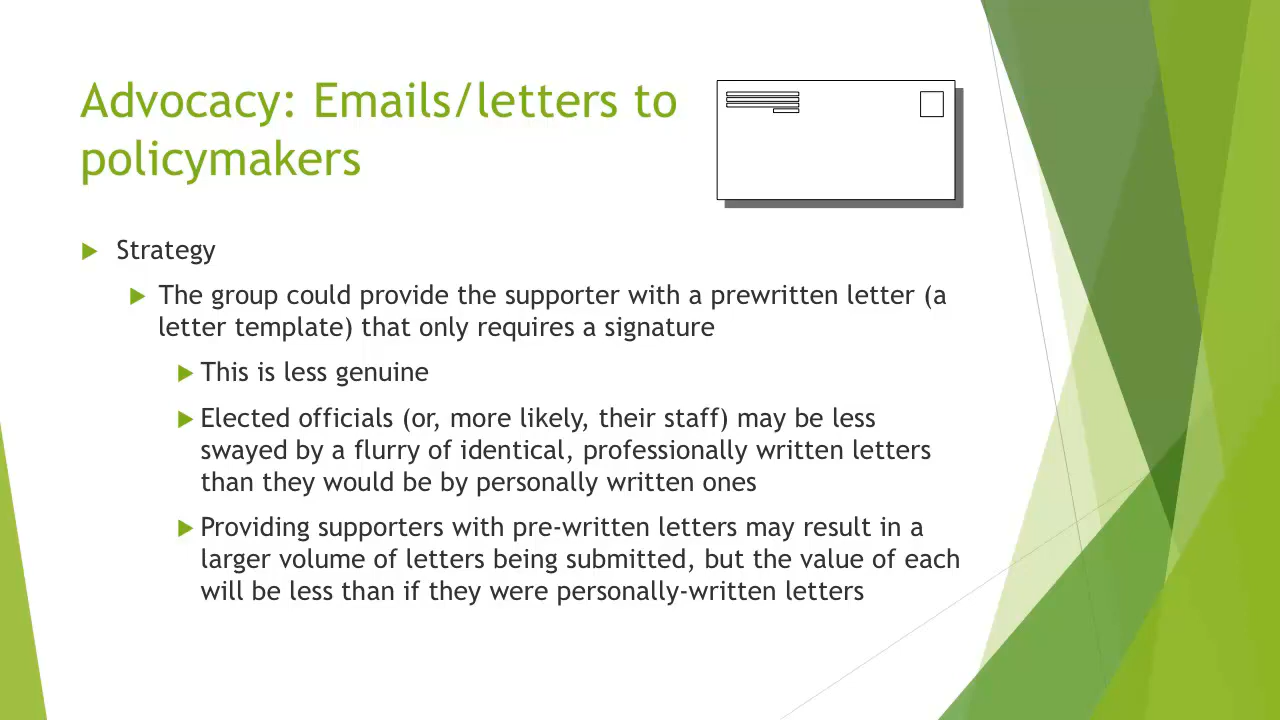 Advocacy: Emails/letters to
policymakers
Strategy
The group could provide the supporter with a prewritten letter (a
letter template) that only requires a signature
This is less genuine
Elected officials (or, more likely, their staff) may be less
swayed by a flurry of identical, professionally written letters
than they would be by personally written ones
Providing supporters with pre-written letters may result in a
larger volume of letters being submitted, but the value of each
will be less than if they were personally-written letters